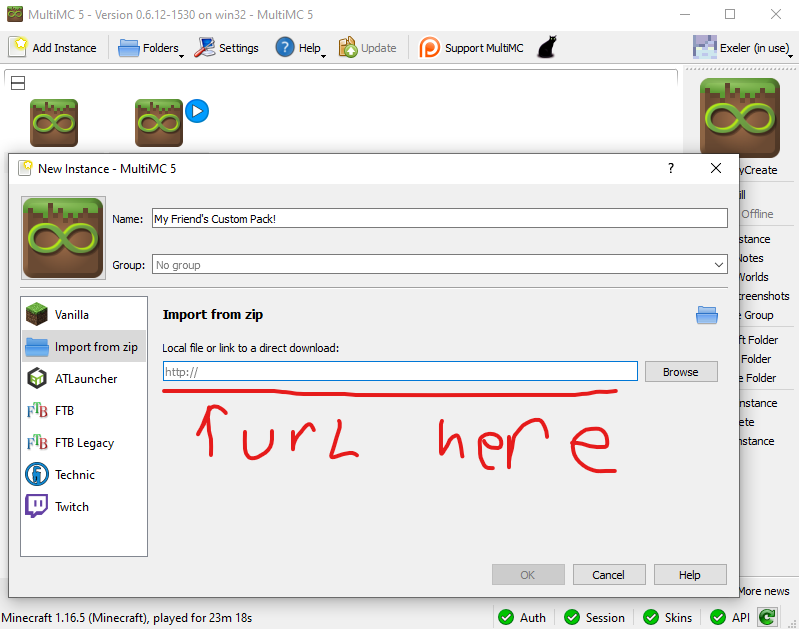 MultiMC 5 - Version 0.6.12-1530 on win32 - MultiMC 5
Add Instance Folders Settings ? Help Update Support MultiMC Exeler (in use)
New Instance - MultiMC 5 ?
Name: My Friend's Custom Pack!
Group: No group
Vanilla
Import from zip
ATLauncher
FTB FTB
FTB FTB Legacy
Technic
Twitch
Import from zip
Local file or link to a direct download:
http:// Browse
url here
OK Cancel Help
yCreate
ill
Offline
stance
Notes
Worlds
creenshots
e Group
ft Folder
Folder
e Folder
nstance
ete
nstance
More news
Minecraft 1.16.5 (Minecraft), played for 23m 18s Auth Session Skins API